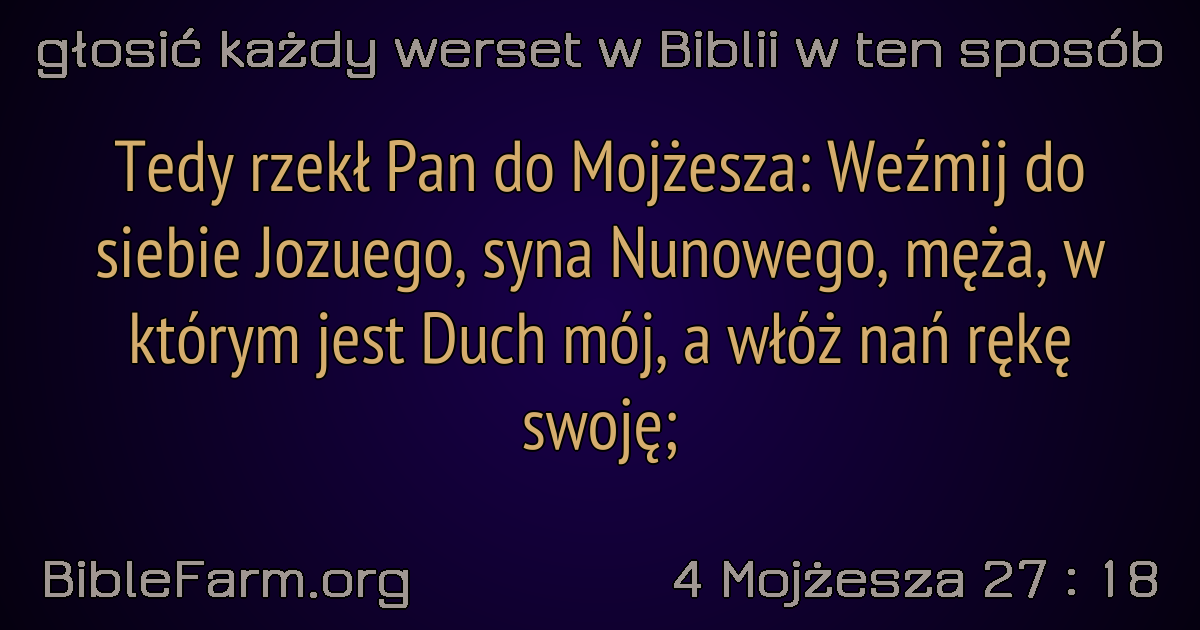 głosić każdy werset w Biblii w ten sposób
Tedy rzekł Pan do Mojżesza: Weźmij do
siebie Jozuego, syna Nunowego, męża, w
którym jest Duch mój, a włóż nań rękę
swoję;
BibleFarm.org
4 Mojżesza 27 : 18